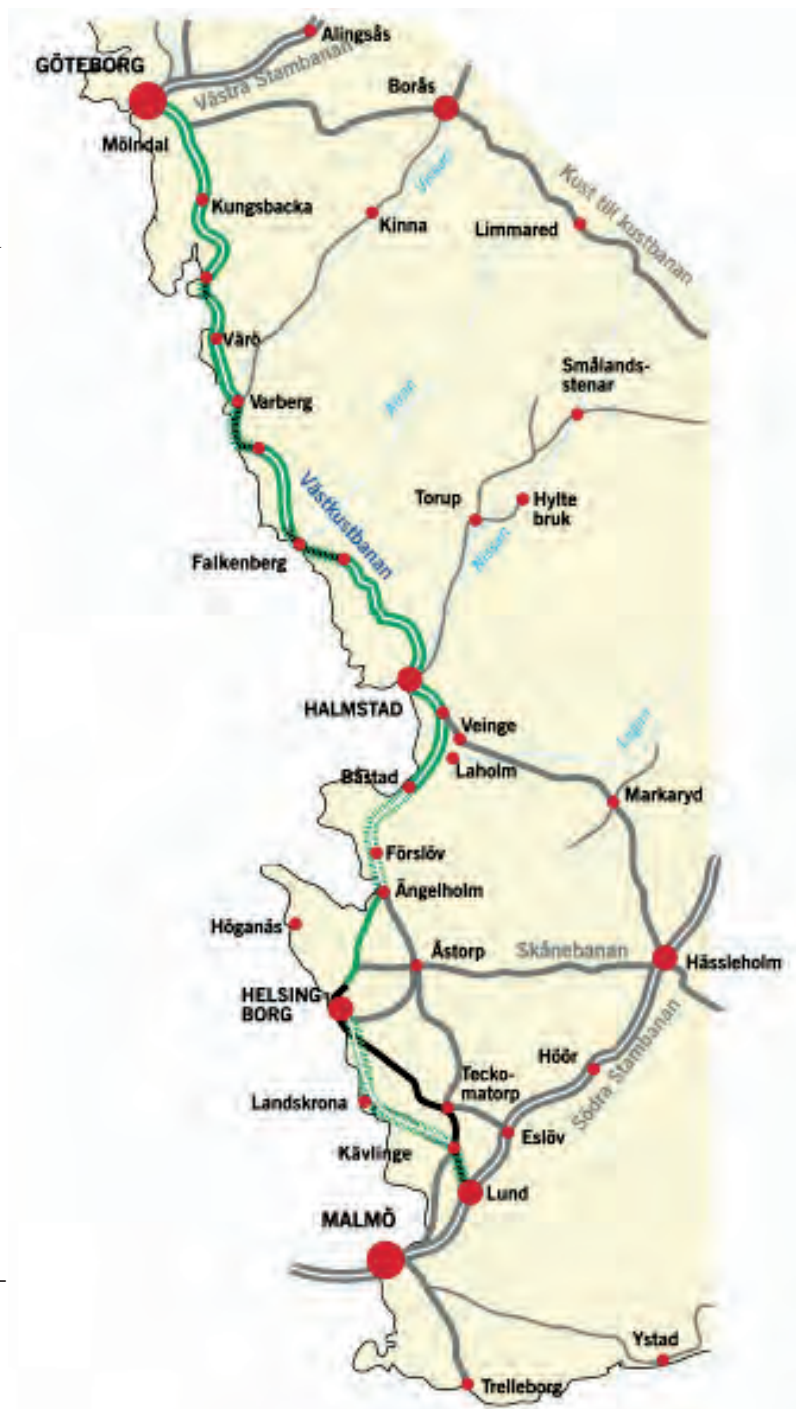 Alingsås
GÖTEBORG
Västra Stambanan
Borås
Mölndal
Viskan
Kust till kustbanan
Kungsbacka
Kinna
Limmared
Värö
Smålands-
stenar
Ätran
Varberg
Västkustbanan
Torup
Hylte
bruk
Nissan
Falkenberg
HALMSTAD
Veinge
Lagan
Laholm
Båstad
Markaryd
Förslöv
Ängelholm
Höganäs
Åstorp
Skånebanan
Hässleholm
HELSING
BORG
Södra Stambanan
Höör
Tecko-
matorp
Landskrona
Eslöv
Kävlinge
Lund
MALMÖ
Ystad
Trelleborg